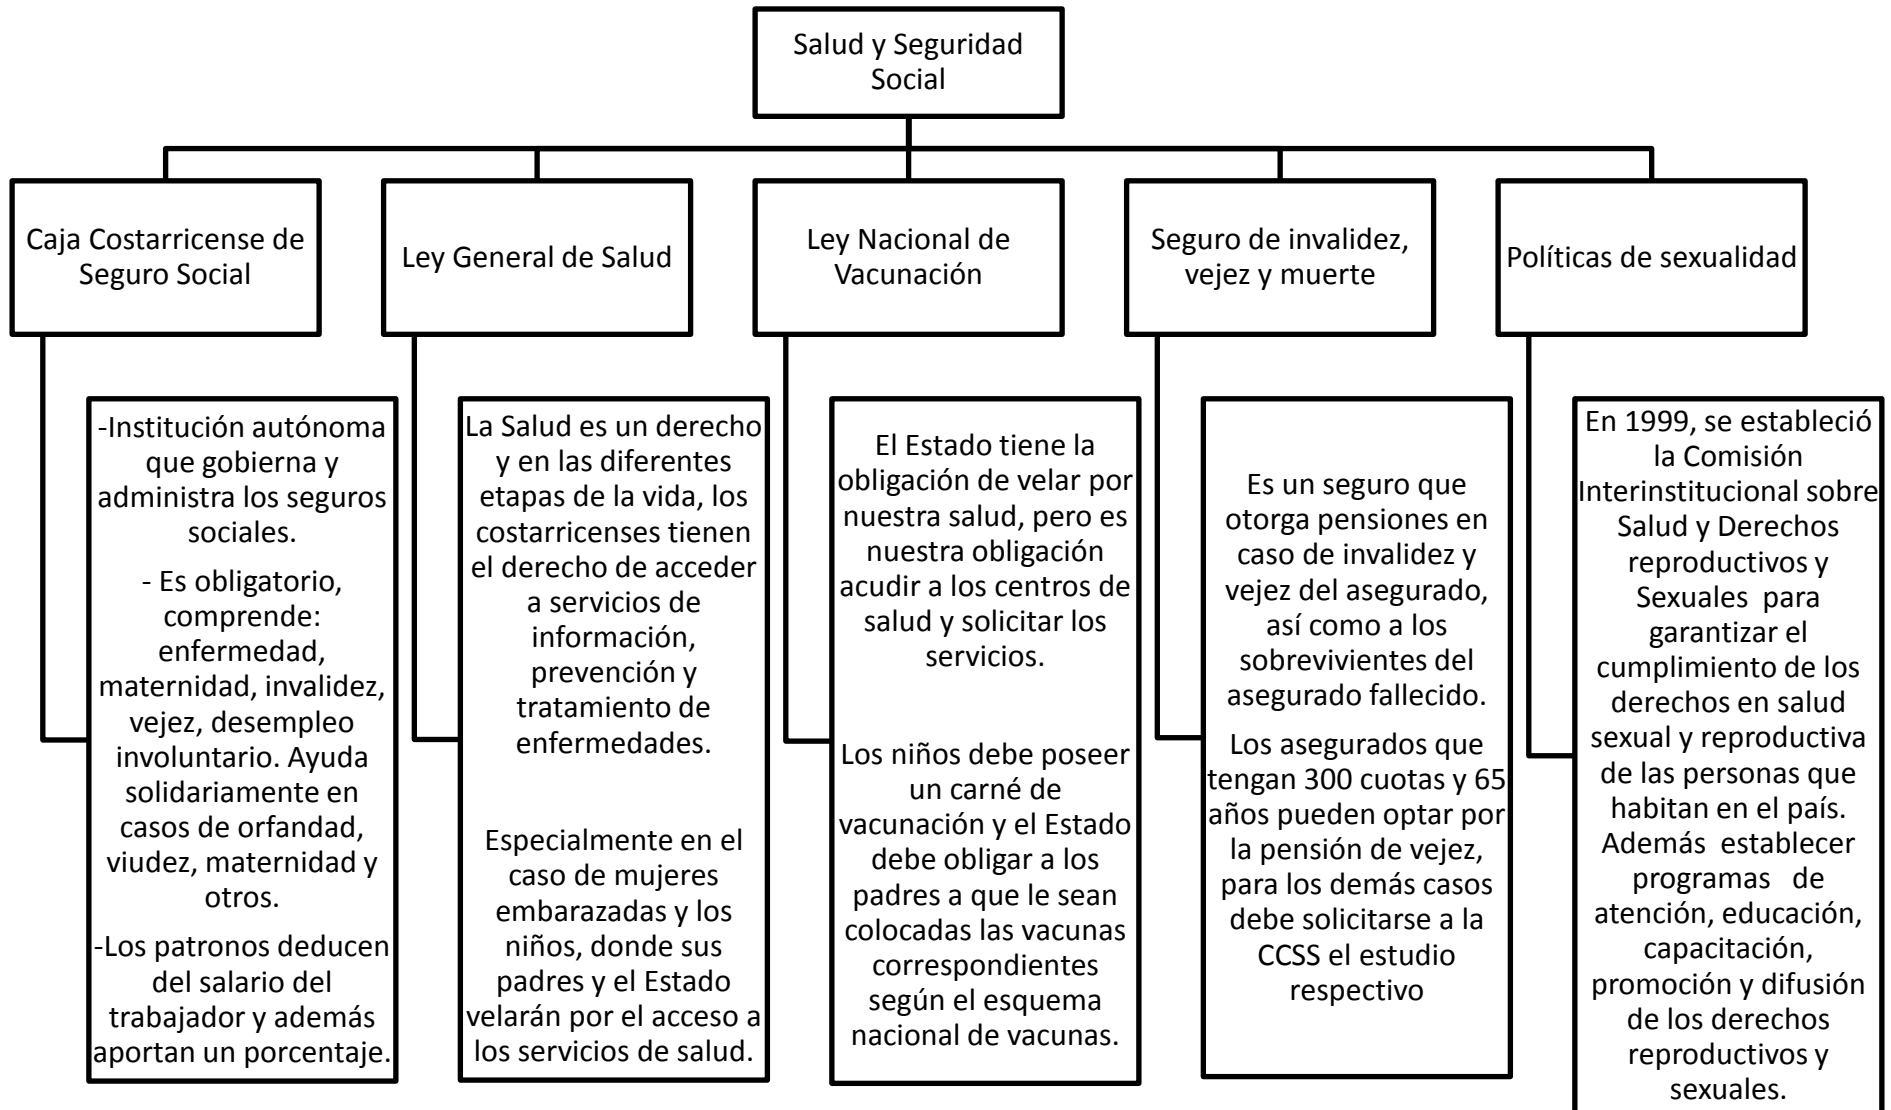 Salud y Seguridad
Social
Caja Costarricense de
Seguro Social
Ley General de Salud
Ley Nacional de
Vacunación
Seguro de invalidez,
vejez y muerte
Políticas de sexualidad
-Institución autónoma
que gobierna y
administra los seguros
sociales.
- Es obligatorio,
comprende:
enfermedad,
maternidad, invalidez,
vejez, desempleo
involuntario. Ayuda
solidariamente en
casos de orfandad,
viudez, maternidad y
otros.
-Los patronos deducen
del salario del
trabajador y además
aportan un porcentaje.
La Salud es un derecho
y en las diferentes
etapas de la vida, los
costarricenses tienen
el derecho de acceder
a servicios de
información,
prevención y
tratamiento de
enfermedades.
Especialmente en el
caso de mujeres
embarazadas y los
niños, donde sus
padres y el Estado
velarán por el acceso a
los servicios de salud.
El Estado tiene la
obligación de velar por
nuestra salud, pero es
nuestra obligación
acudir a los centros de
salud y solicitar los
servicios.
Los niños debe poseer
un carné de
vacunación y el Estado
debe obligar a los
padres a que le sean
colocadas las vacunas
correspondientes
según el esquema
nacional de vacunas.
Es un seguro que
otorga pensiones en
caso de invalidez y
vejez del asegurado,
así como a los
sobrevivientes del
asegurado fallecido.
Los asegurados que
tengan 300 cuotas y 65
años pueden optar por
la pensión de vejez,
para los demás casos
debe solicitarse a la
CCSS el estudio
respectivo
En 1999, se estableció
la Comisión
Interinstitucional sobre
Salud y Derechos
reproductivos y
Sexuales para
garantizar el
cumplimiento de los
derechos en salud
sexual y reproductiva
de las personas que
habitan en el país.
Además establecer
programas de
atención, educación,
capacitación,
promoción y difusión
de los derechos
reproductivos y
sexuales.